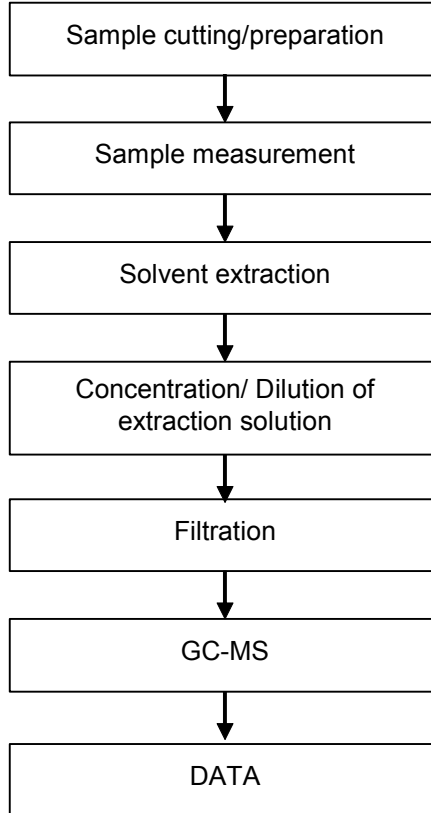 Sample cutting/preparation
Sample measurement
Solvent extraction
Concentration/ Dilution of
extraction solution
Filtration
GC-MS
DATA